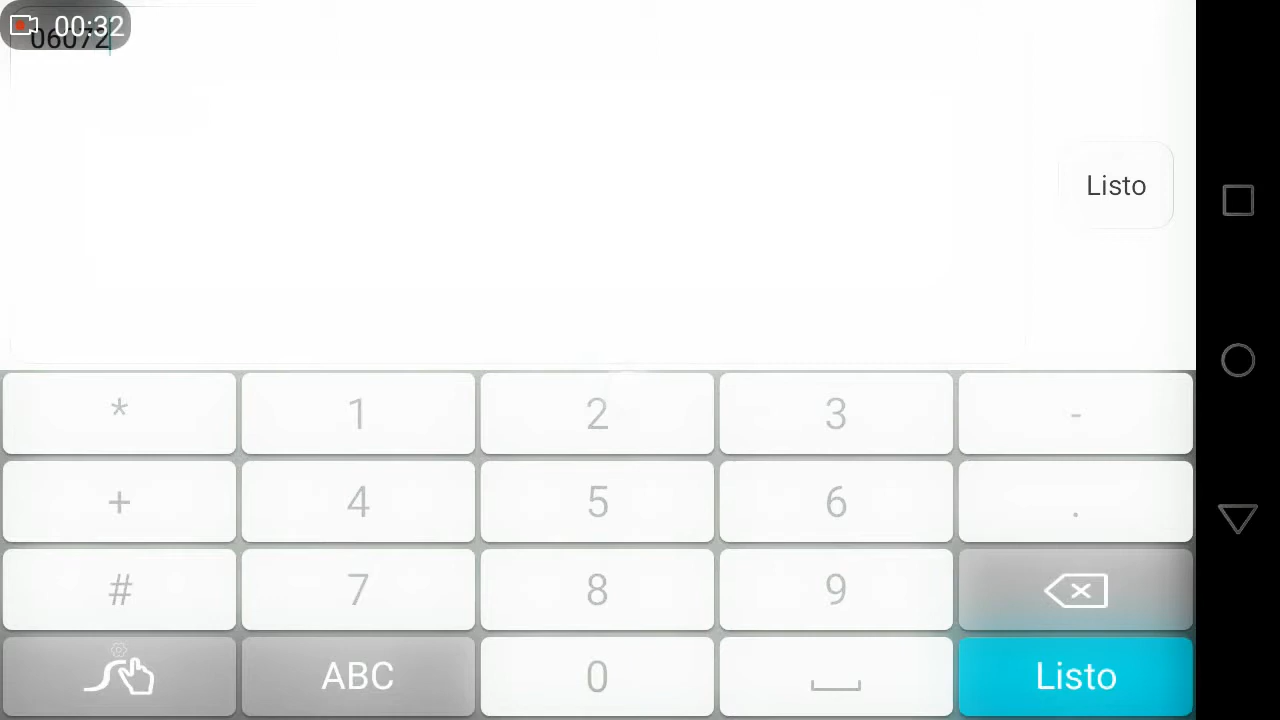 00:32
06072
Listo
* 1 2 3 -
+ 4 5 6 .
# 7 8 9
ABC 0 Listo